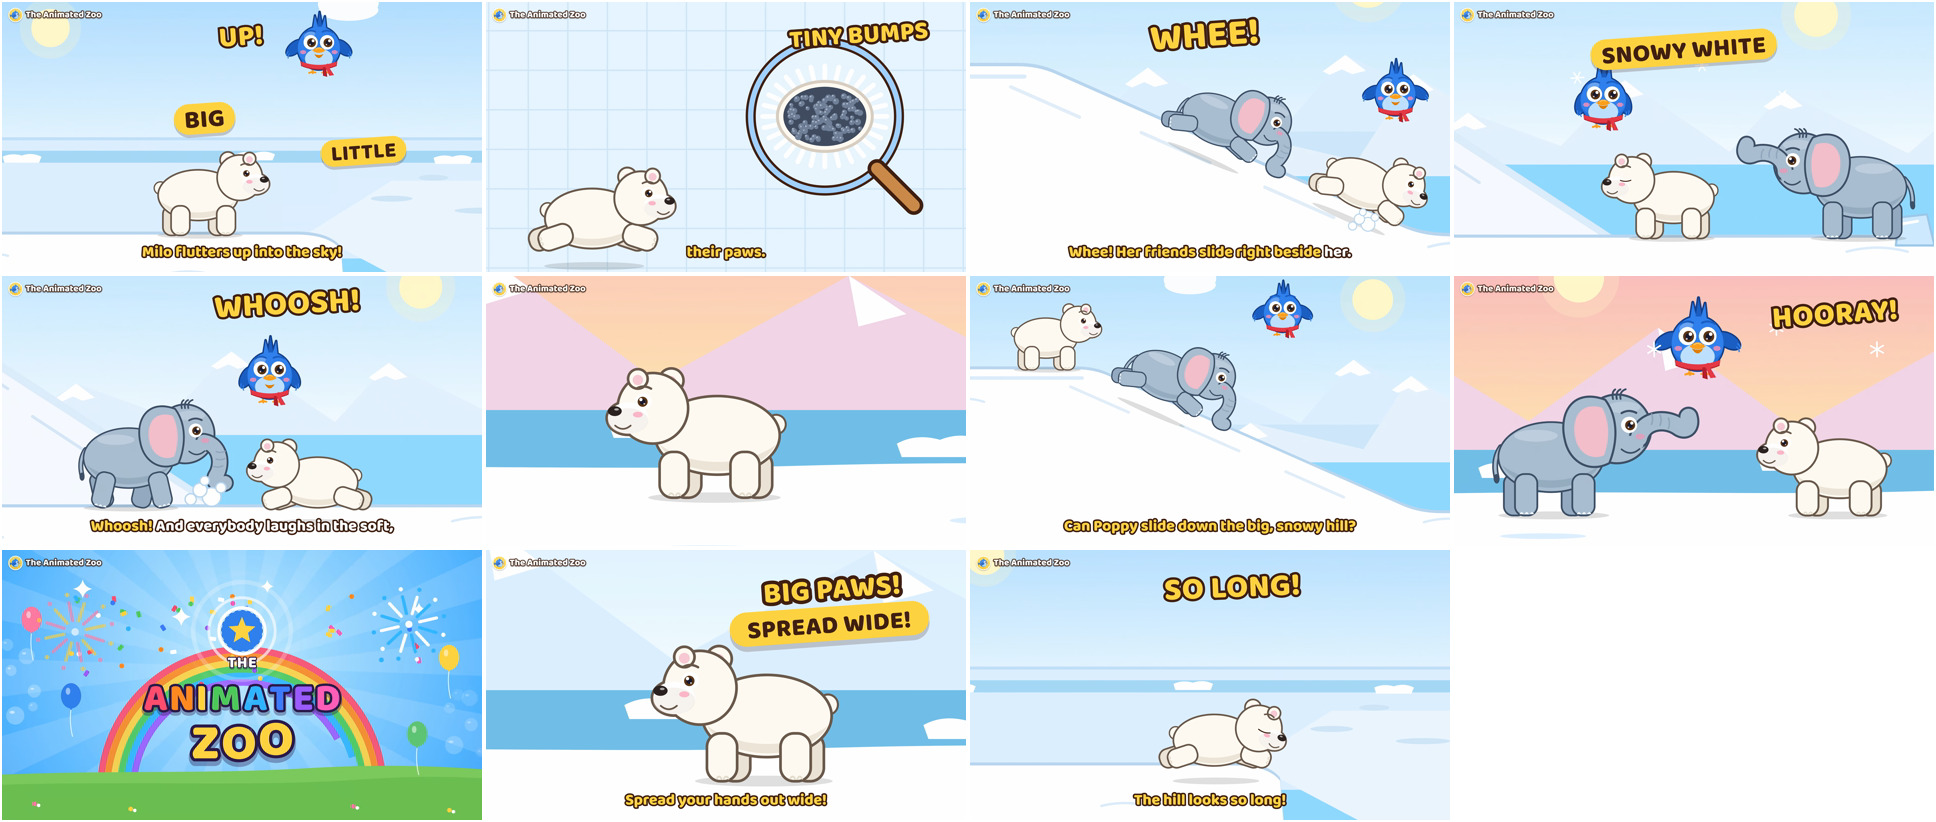 The Animated Zoo
UP!
BIG
LITTLE
Milo flutters up into the sky!
The Animated Zoo
TINY BUMPS
their paws.
The Animated Zoo
WHEE!
Whee! Her friends slide right beside her.
The Animated Zoo
SNOWY WHITE
The Animated Zoo
WHOOSH!
Whoosh! And everybody laughs in the soft,
The Animated Zoo
The Animated Zoo
Can Poppy slide down the big, snowy hill?
The Animated Zoo
HOORAY!
The Animated Zoo
THE
ANIMATED
ZOO
The Animated Zoo
BIG PAWS!
SPREAD WIDE!
Spread your hands out wide!
The Animated Zoo
SO LONG!
The hill looks so long!